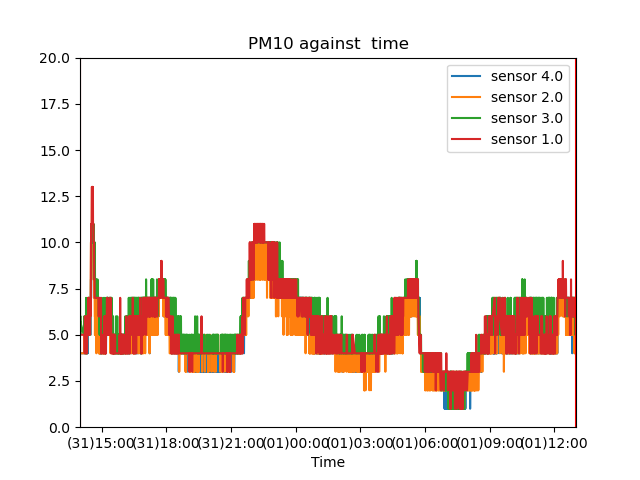 PM10 against  time
20.0
17.5
15.0
12.5
10.0
7.5
5.0
2.5
0.0
sensor 4.0
sensor 2.0
sensor 3.0
sensor 1.0
(31)15:00 (31)18:00 (31)21:00 (01)00:00 (01)03:00 (01)06:00 (01)09:00 (01)12:00
Time